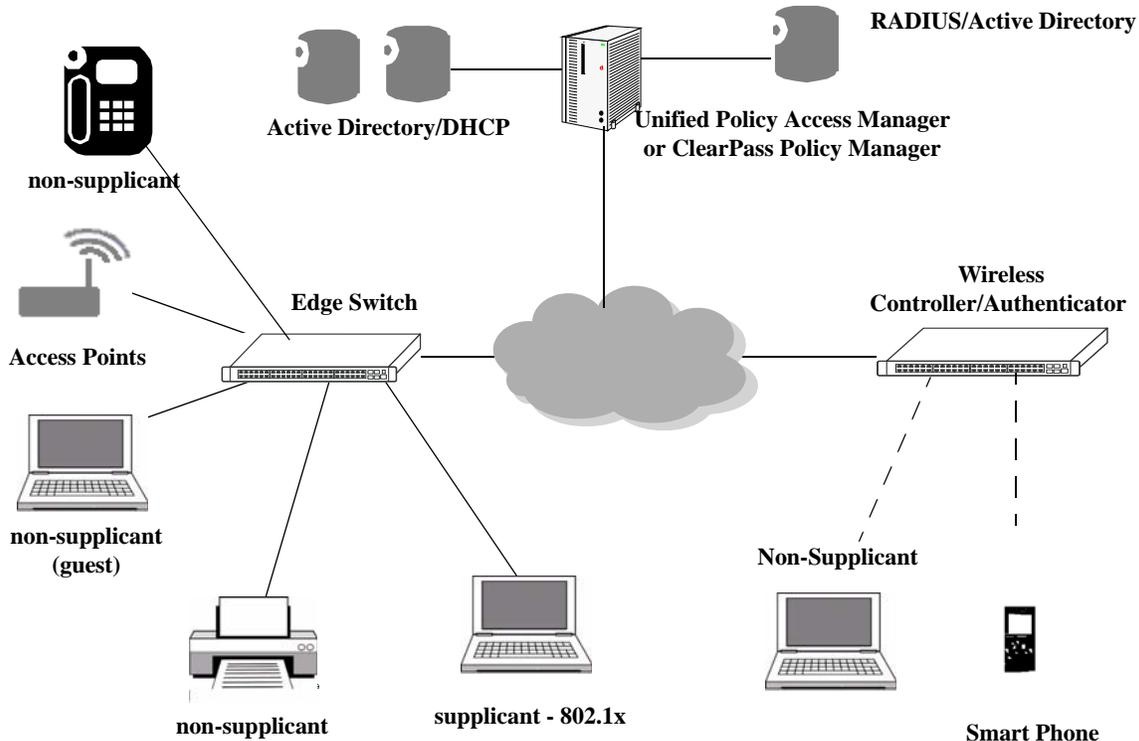 RADIUS/Active Directory
Active Directory/DHCP
Unified Policy Access Manager
or ClearPass Policy Manager
non-supplicant
Edge Switch
Wireless
Controller/Authenticator
Access Points
non-supplicant
(guest)
Non-Supplicant
non-supplicant
supplicant - 802.1x
Smart Phone